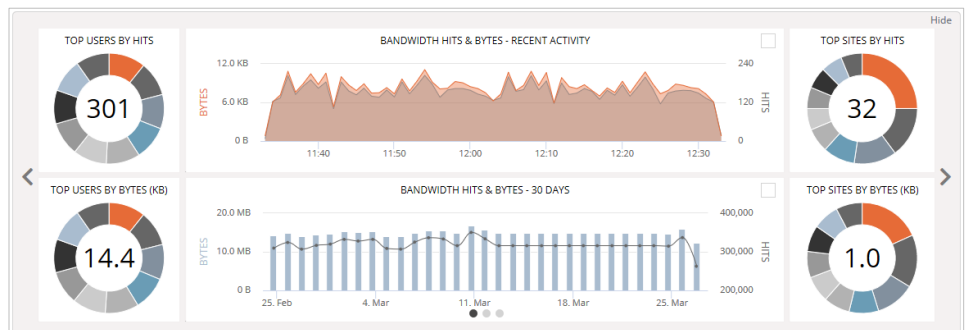 Hide
TOP USERS BY HITS
301
BANDWIDTH HITS & BYTES - RECENT ACTIVITY
BYTES
12.0 KB
6.0 KB
0 B
240
120
0
HITS
11:40 11:50 12:00 12:10 12:20 12:30
TOP SITES BY HITS
32
TOP USERS BY BYTES (KB)
14.4
BANDWIDTH HITS & BYTES - 30 DAYS
BYTES
20.0 MB
10.0 MB
0 B
400,000
300,000
200,000
HITS
25. Feb 4. Mar 11. Mar 18. Mar 25. Mar
TOP SITES BY BYTES (KB)
1.0